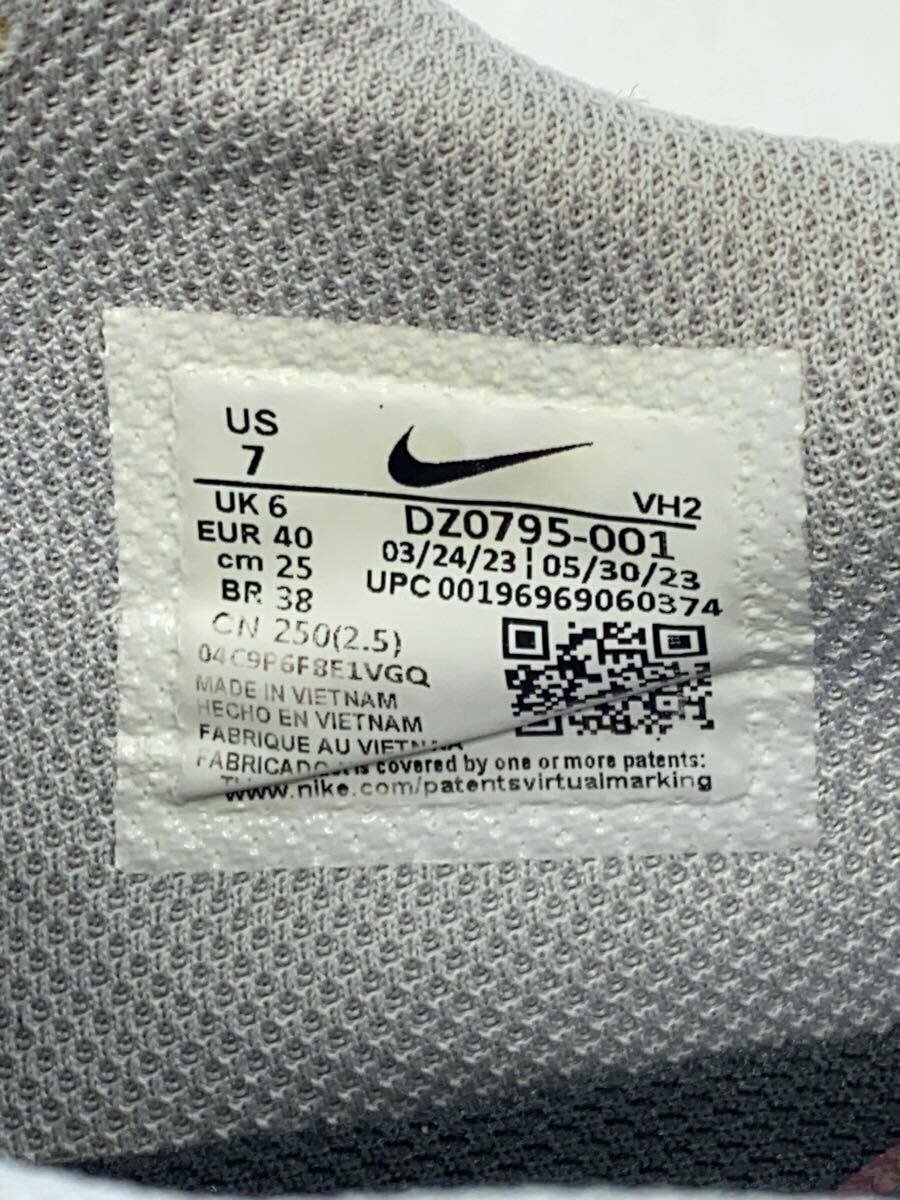 US
7
VH2
UK 6
EUR 40
cm 25
BR 38
DZ0795-001
03/24/23 | 05/30/23
UPC 00196969060374
CN 250(2.5)
04C9P6F8E1VGQ
MADE IN VIETNAM
HECHO EN VIETNAM
FABRIQUE AU
is covered by one or more patents:
www.nike.com/patentsvirtualmarking